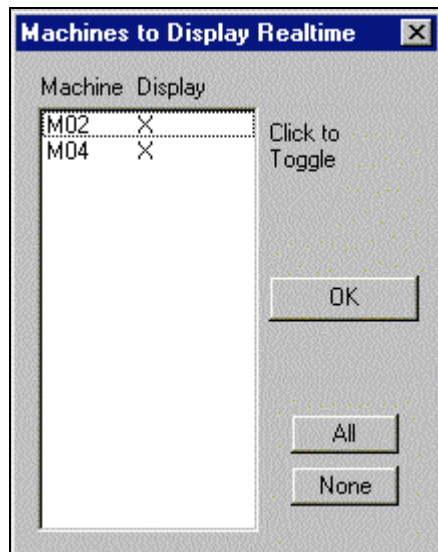 Machines to Display Realtime
Machine Display
M02 X
M04 X
Click to
Toggle
OK
All
None